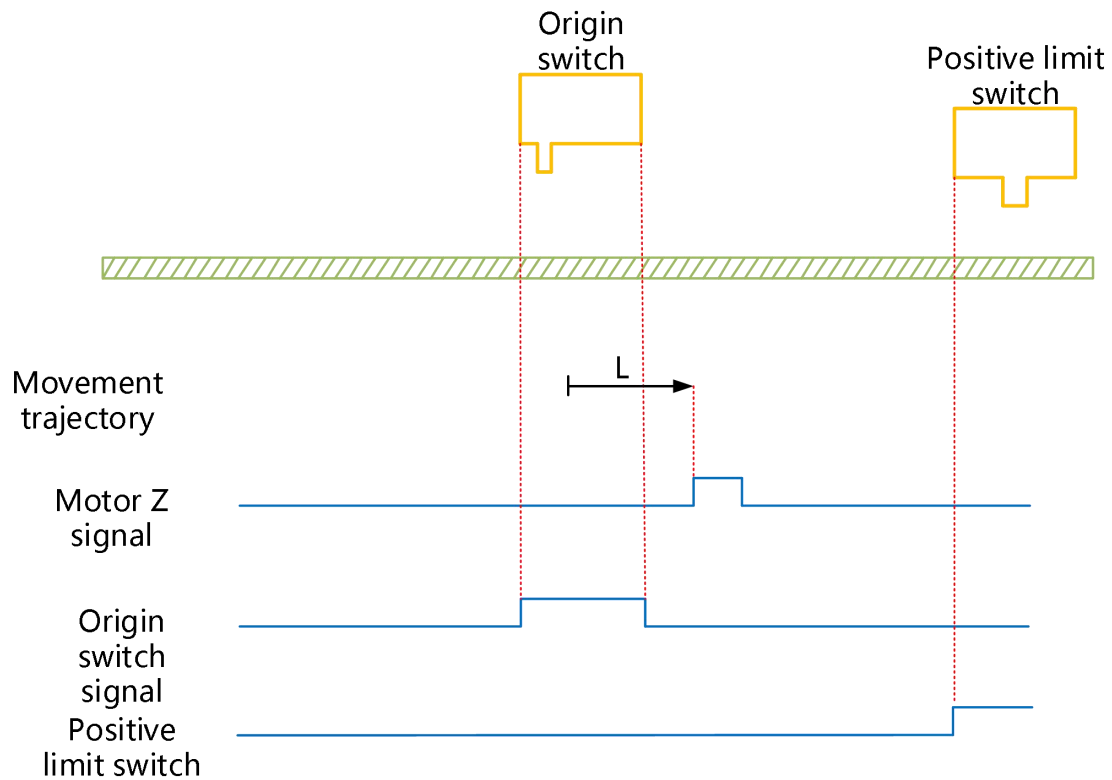 Origin
switch
Positive limit
switch
L
Movement
trajectory
Motor Z
signal
Origin
switch
signal
Positive
limit switch